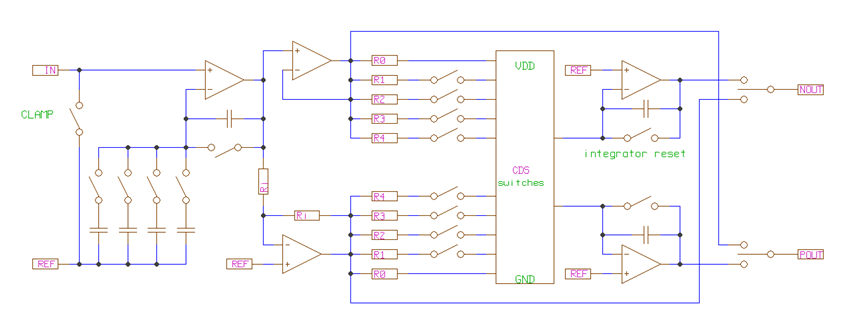 IN
CLAMP
REF
R0
R1
R2
R3
R4
VDD
REF
NOUT
integrator reset
CDS
switches
Ri
Ri
R4
R3
R2
R1
R0
REF
GND
REF
POUT